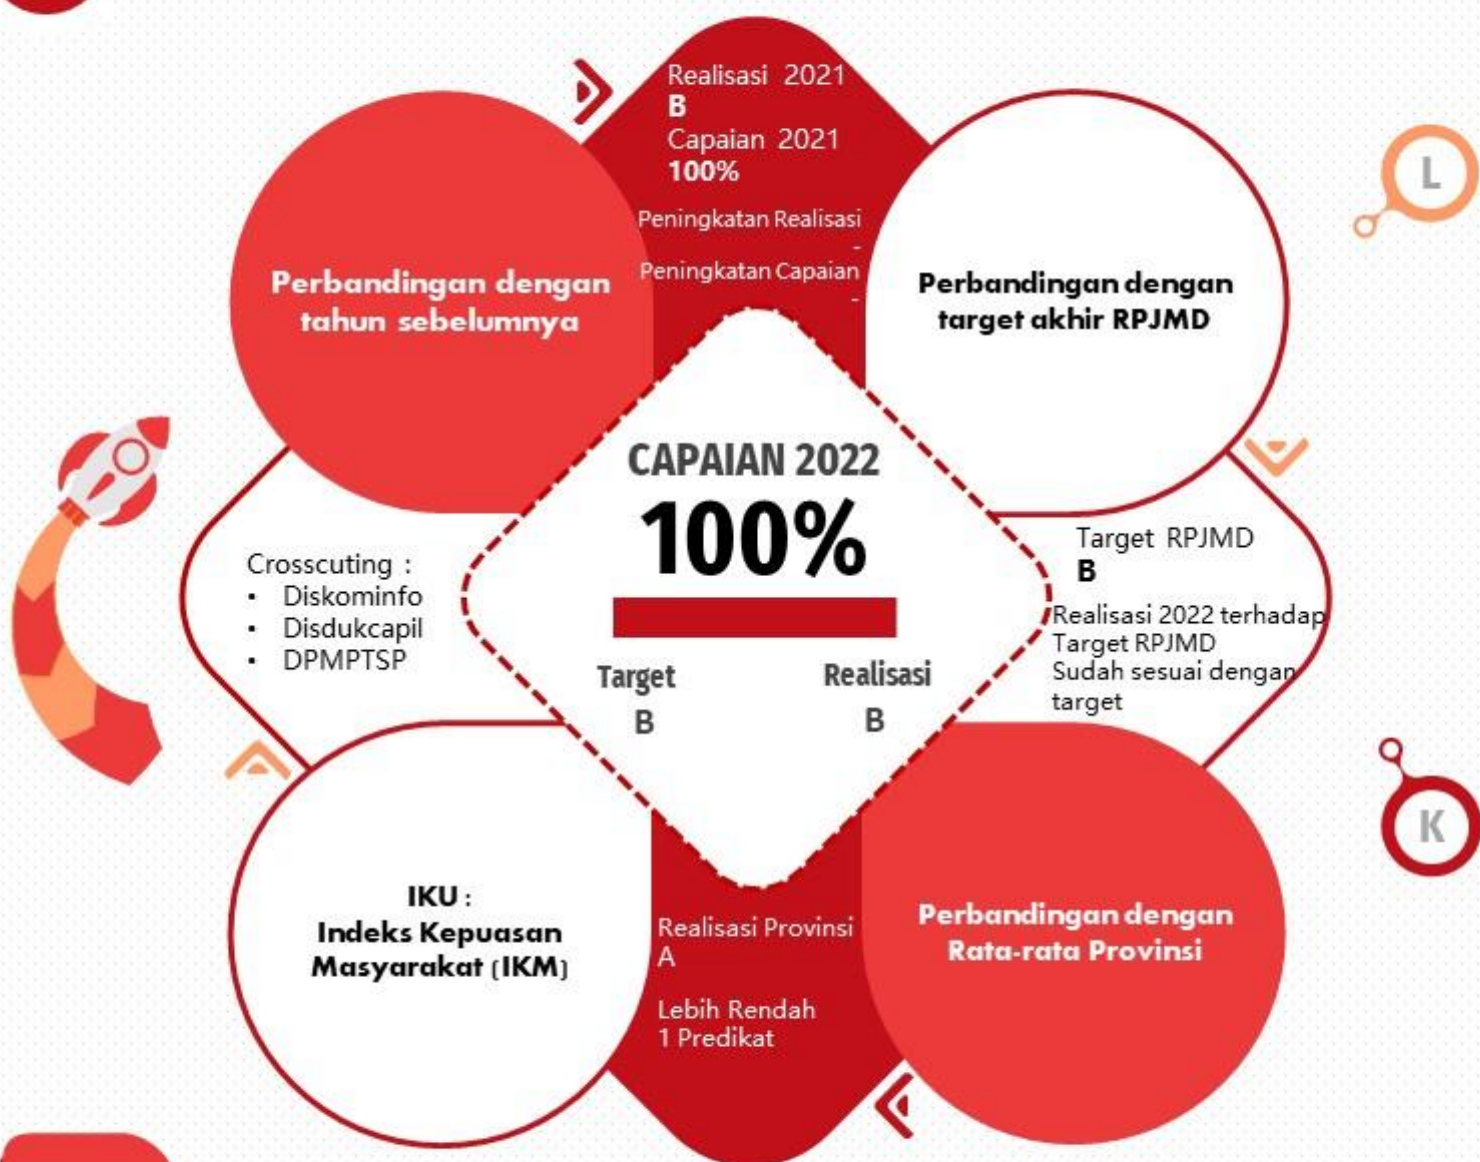 Realisasi 2021
B
Capaian 2021
100%
Peningkatan Realisasi
-
Peningkatan Capaian
-
Perbandingan dengan
tahun sebelumnya
Perbandingan dengan
target akhir RPJMD
L
CAPAIAN 2022
100%
Target
B
Realisasi
B
Crosscuting :
• Diskominfo
• Disdukcapil
• DPMPTSP
Target RPJMD
B
Realisasi 2022 terhadap
Target RPJMD
Sudah sesuai dengan
target
K
IKU :
Indeks Kepuasan
Masyarakat (IKM)
Realisasi Provinsi
A
Lebih Rendah
1 Predikat
Perbandingan dengan
Rata-rata Provinsi